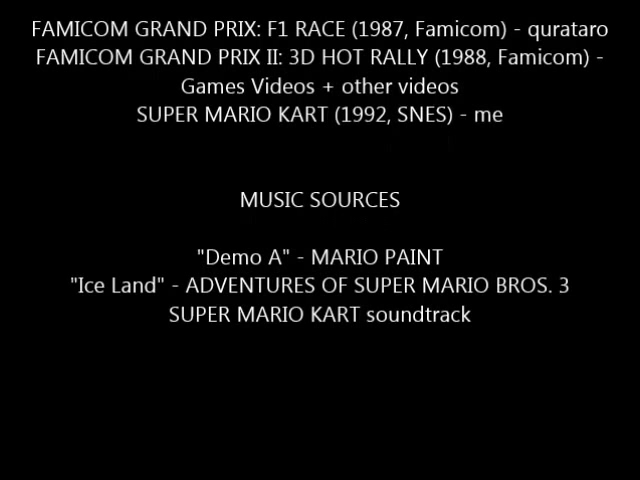 FAMICOM GRAND PRIX: F1 RACE (1987, Famicom) - qurataro
FAMICOM GRAND PRIX II: 3D HOT RALLY (1988, Famicom) -
Games Videos + other videos
SUPER MARIO KART (1992, SNES) - me
MUSIC SOURCES
"Demo A" - MARIO PAINT
"Ice Land" - ADVENTURES OF SUPER MARIO BROS. 3
SUPER MARIO KART soundtrack